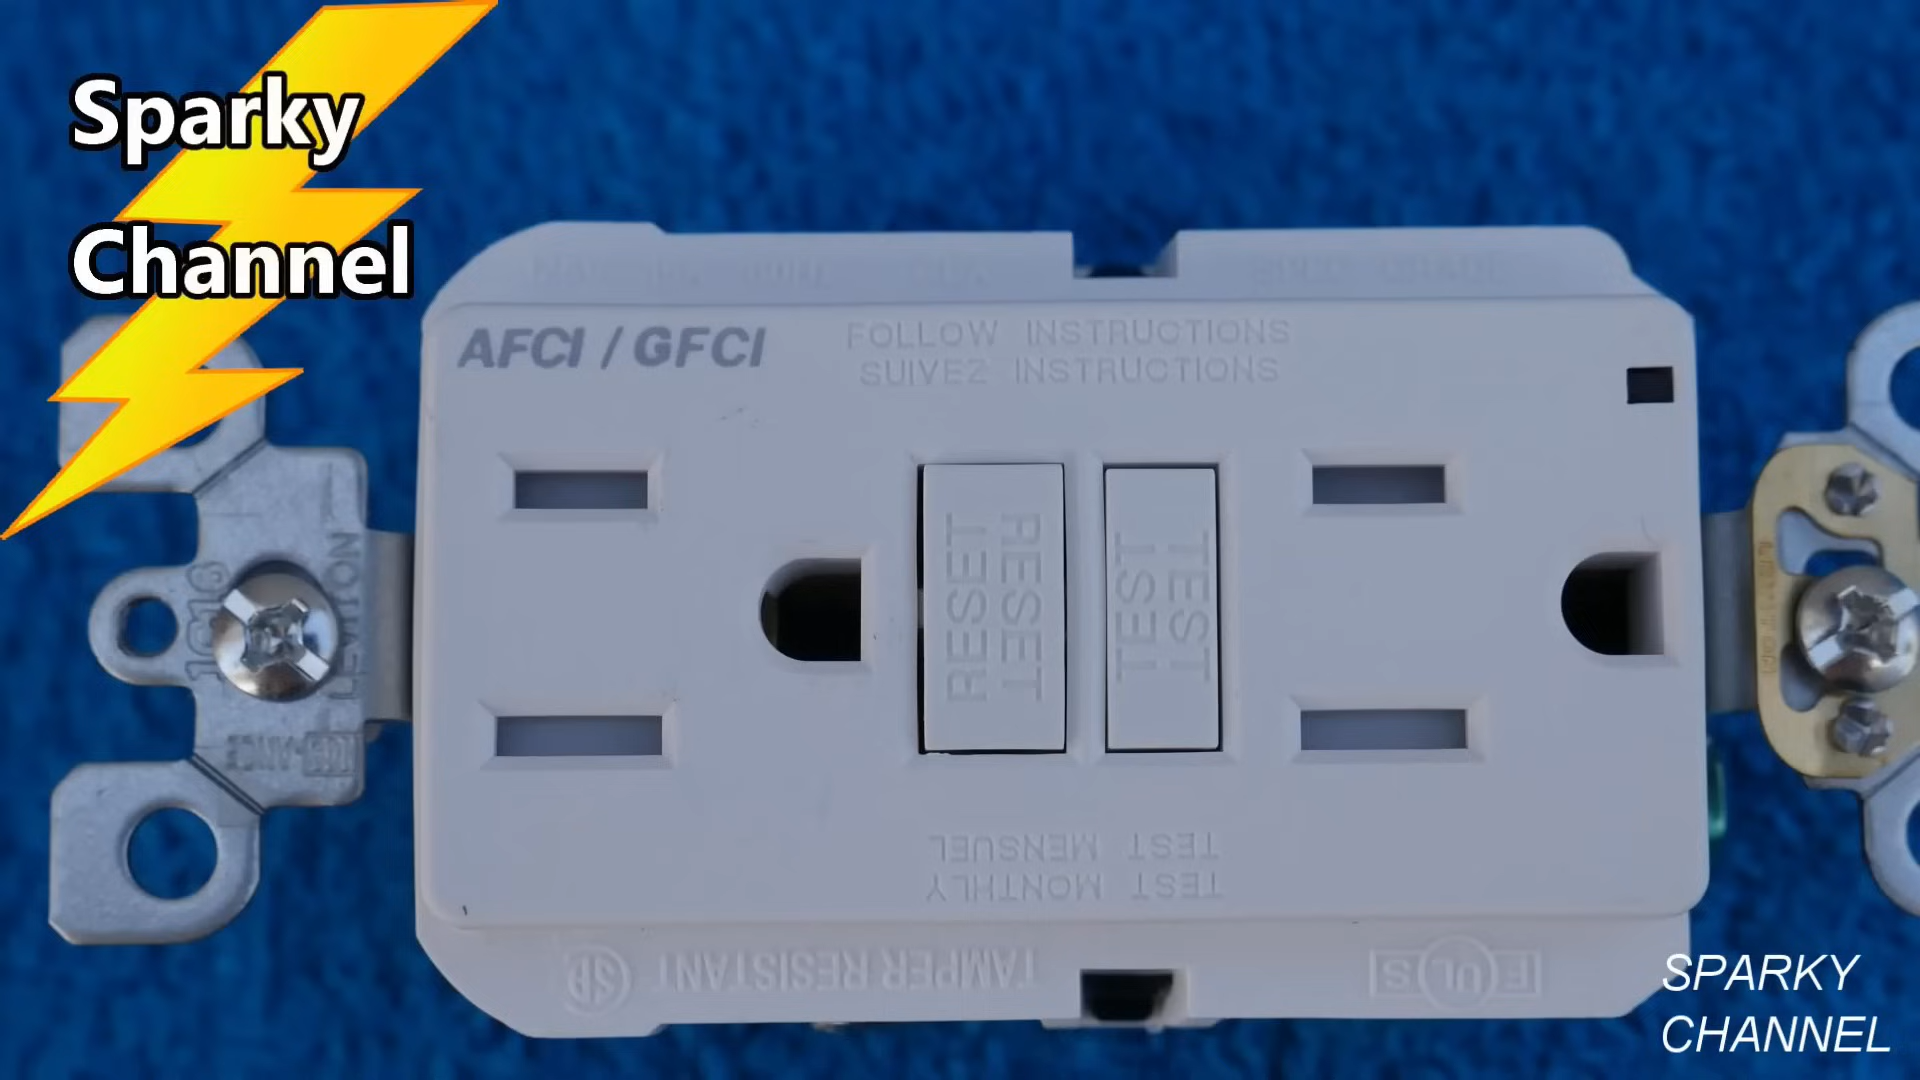 Sparky
Channel
AFCI / GFCI
FOLLOW INSTRUCTIONS
SUIVEZ INSTRUCTIONS
RESET
RESET
TEST
TEST
LEVION
TEST MENSUEL
TEST MONTHLY
TAMPER RESISTANT
SPARKY
CHANNEL